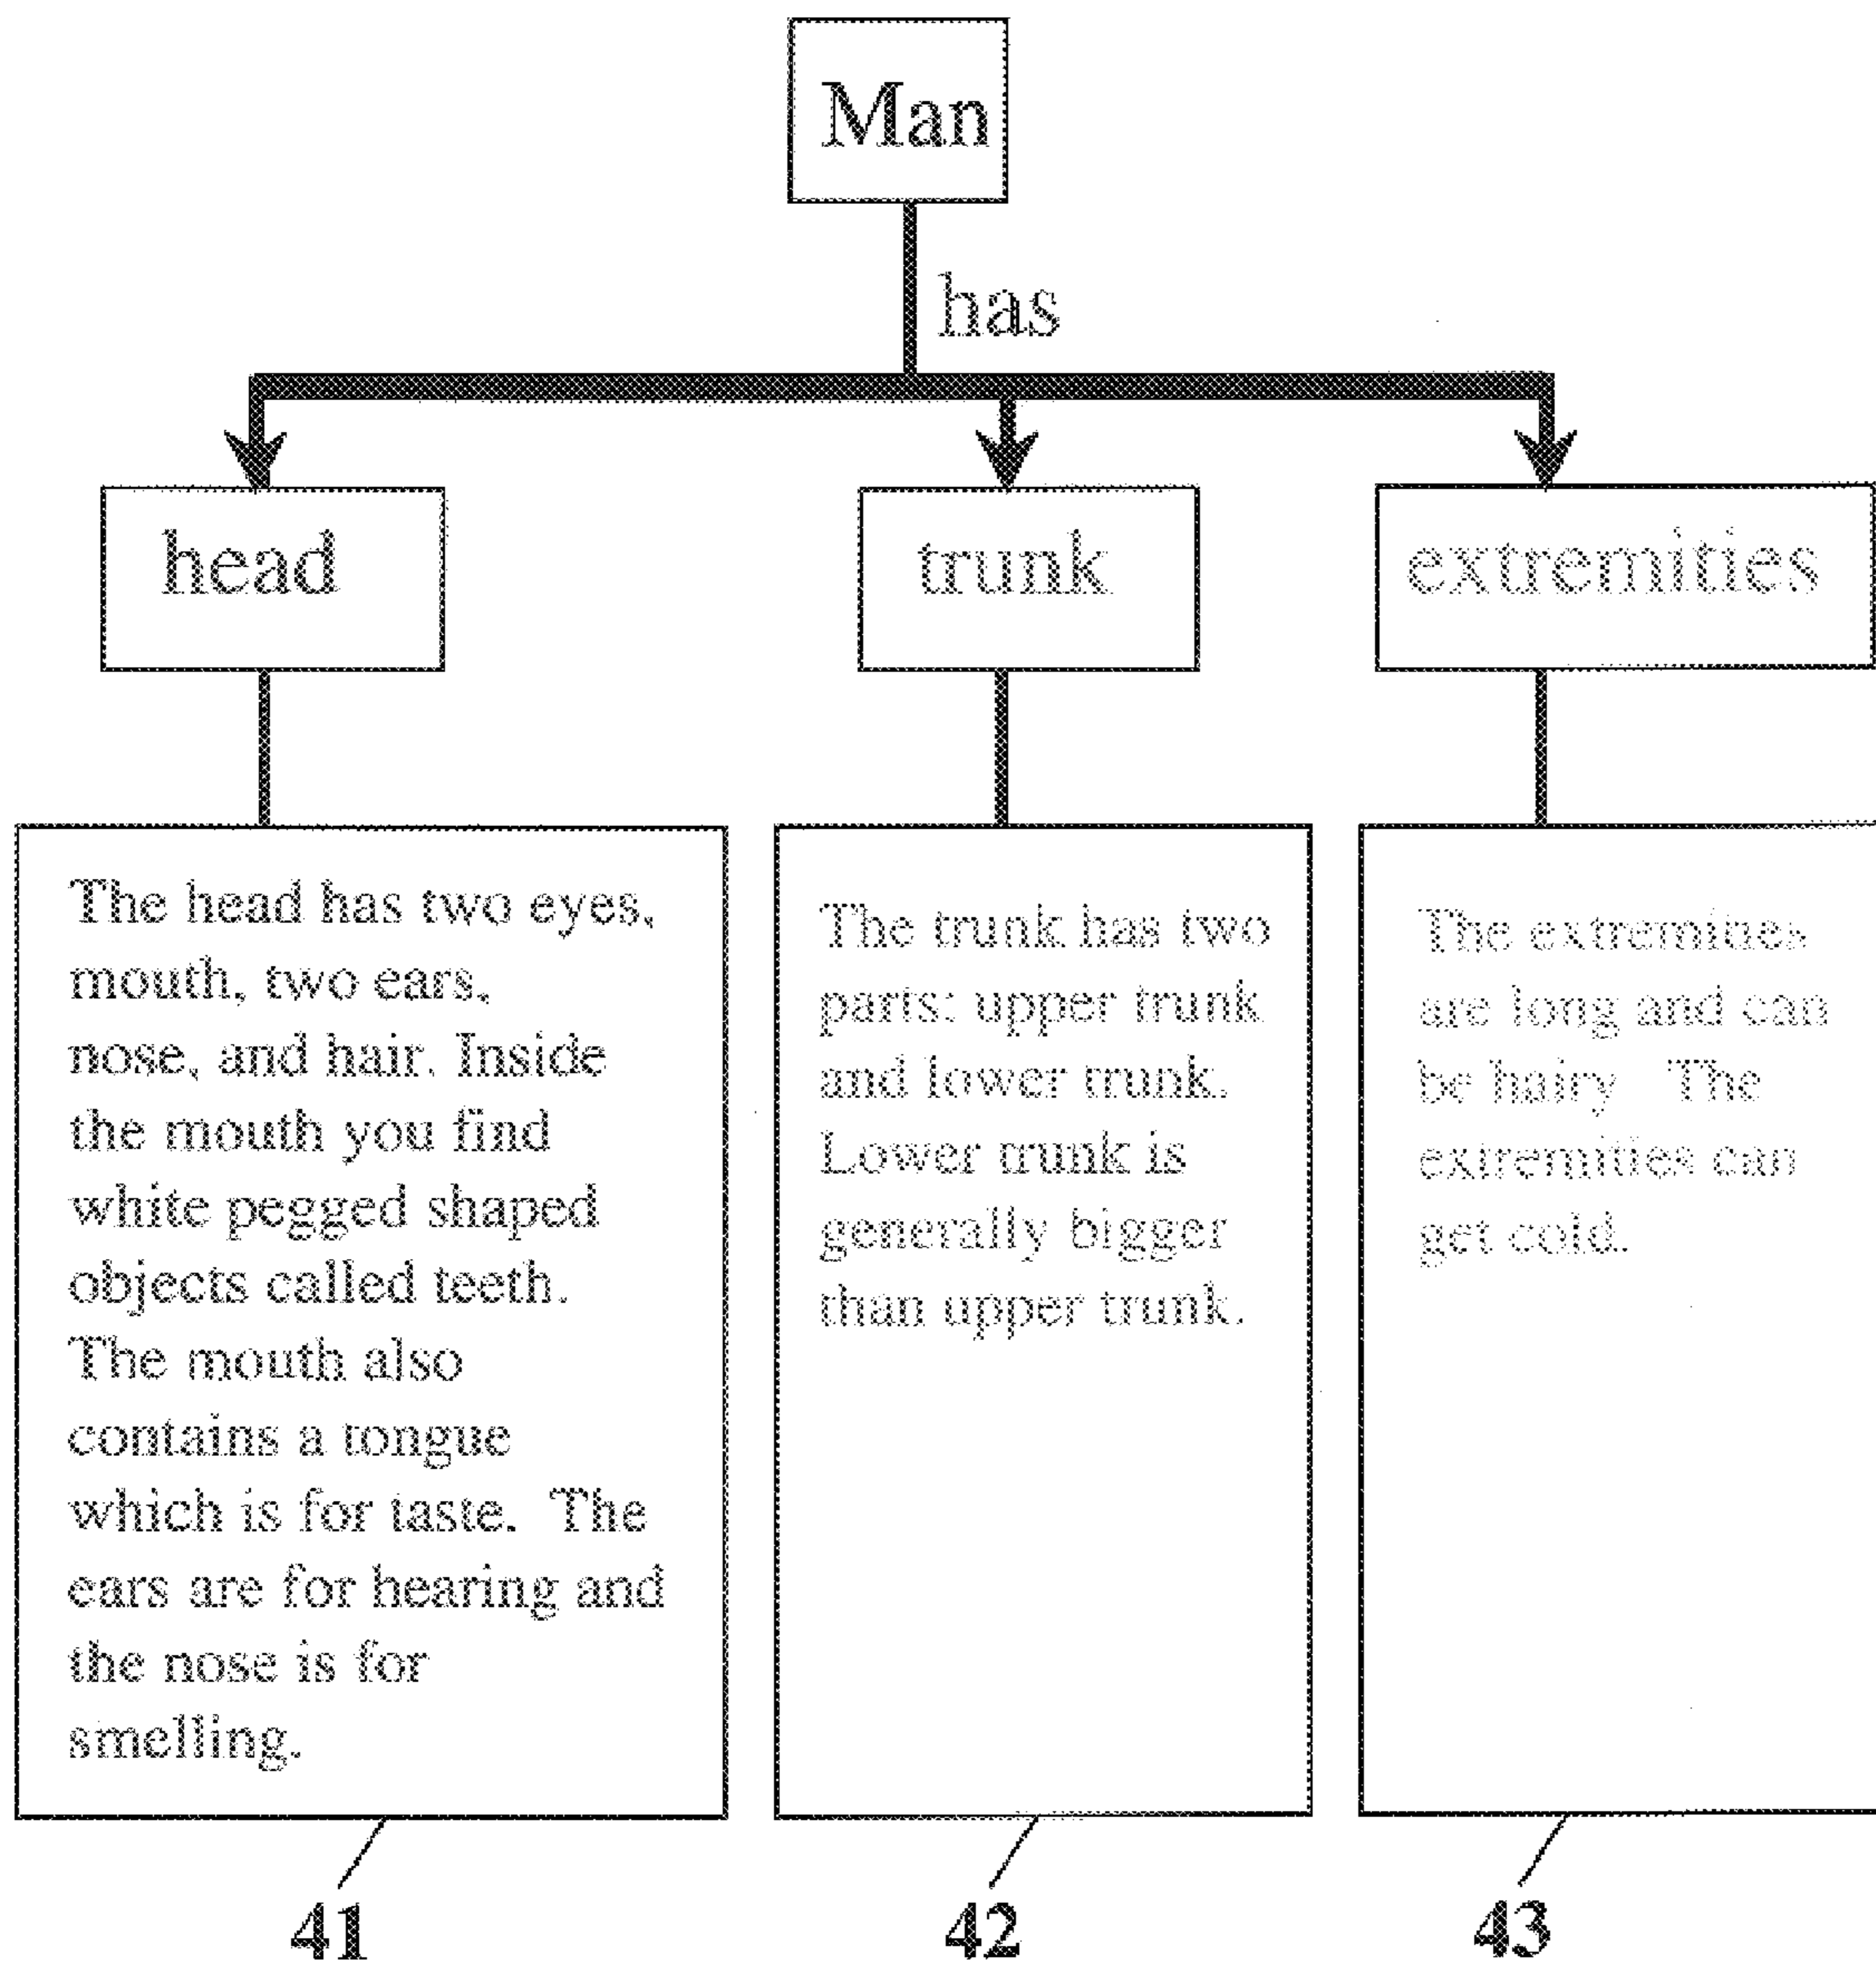 Man
has
head
trunk
extremities
The head has two eyes,
mouth, two ears,
nose, and hair. Inside
the mouth you find
white pegged shaped
objects called teeth.
The mouth also
contains a tongue
which is for taste. The
ears are for hearing and
the nose is for
smelling.
The trunk has two
parts: upper trunk
and lower trunk.
Lower trunk is
generally bigger
than upper trunk.
The extremities
are long and can
be hairy The
extremities can
get cold.
41
42
43